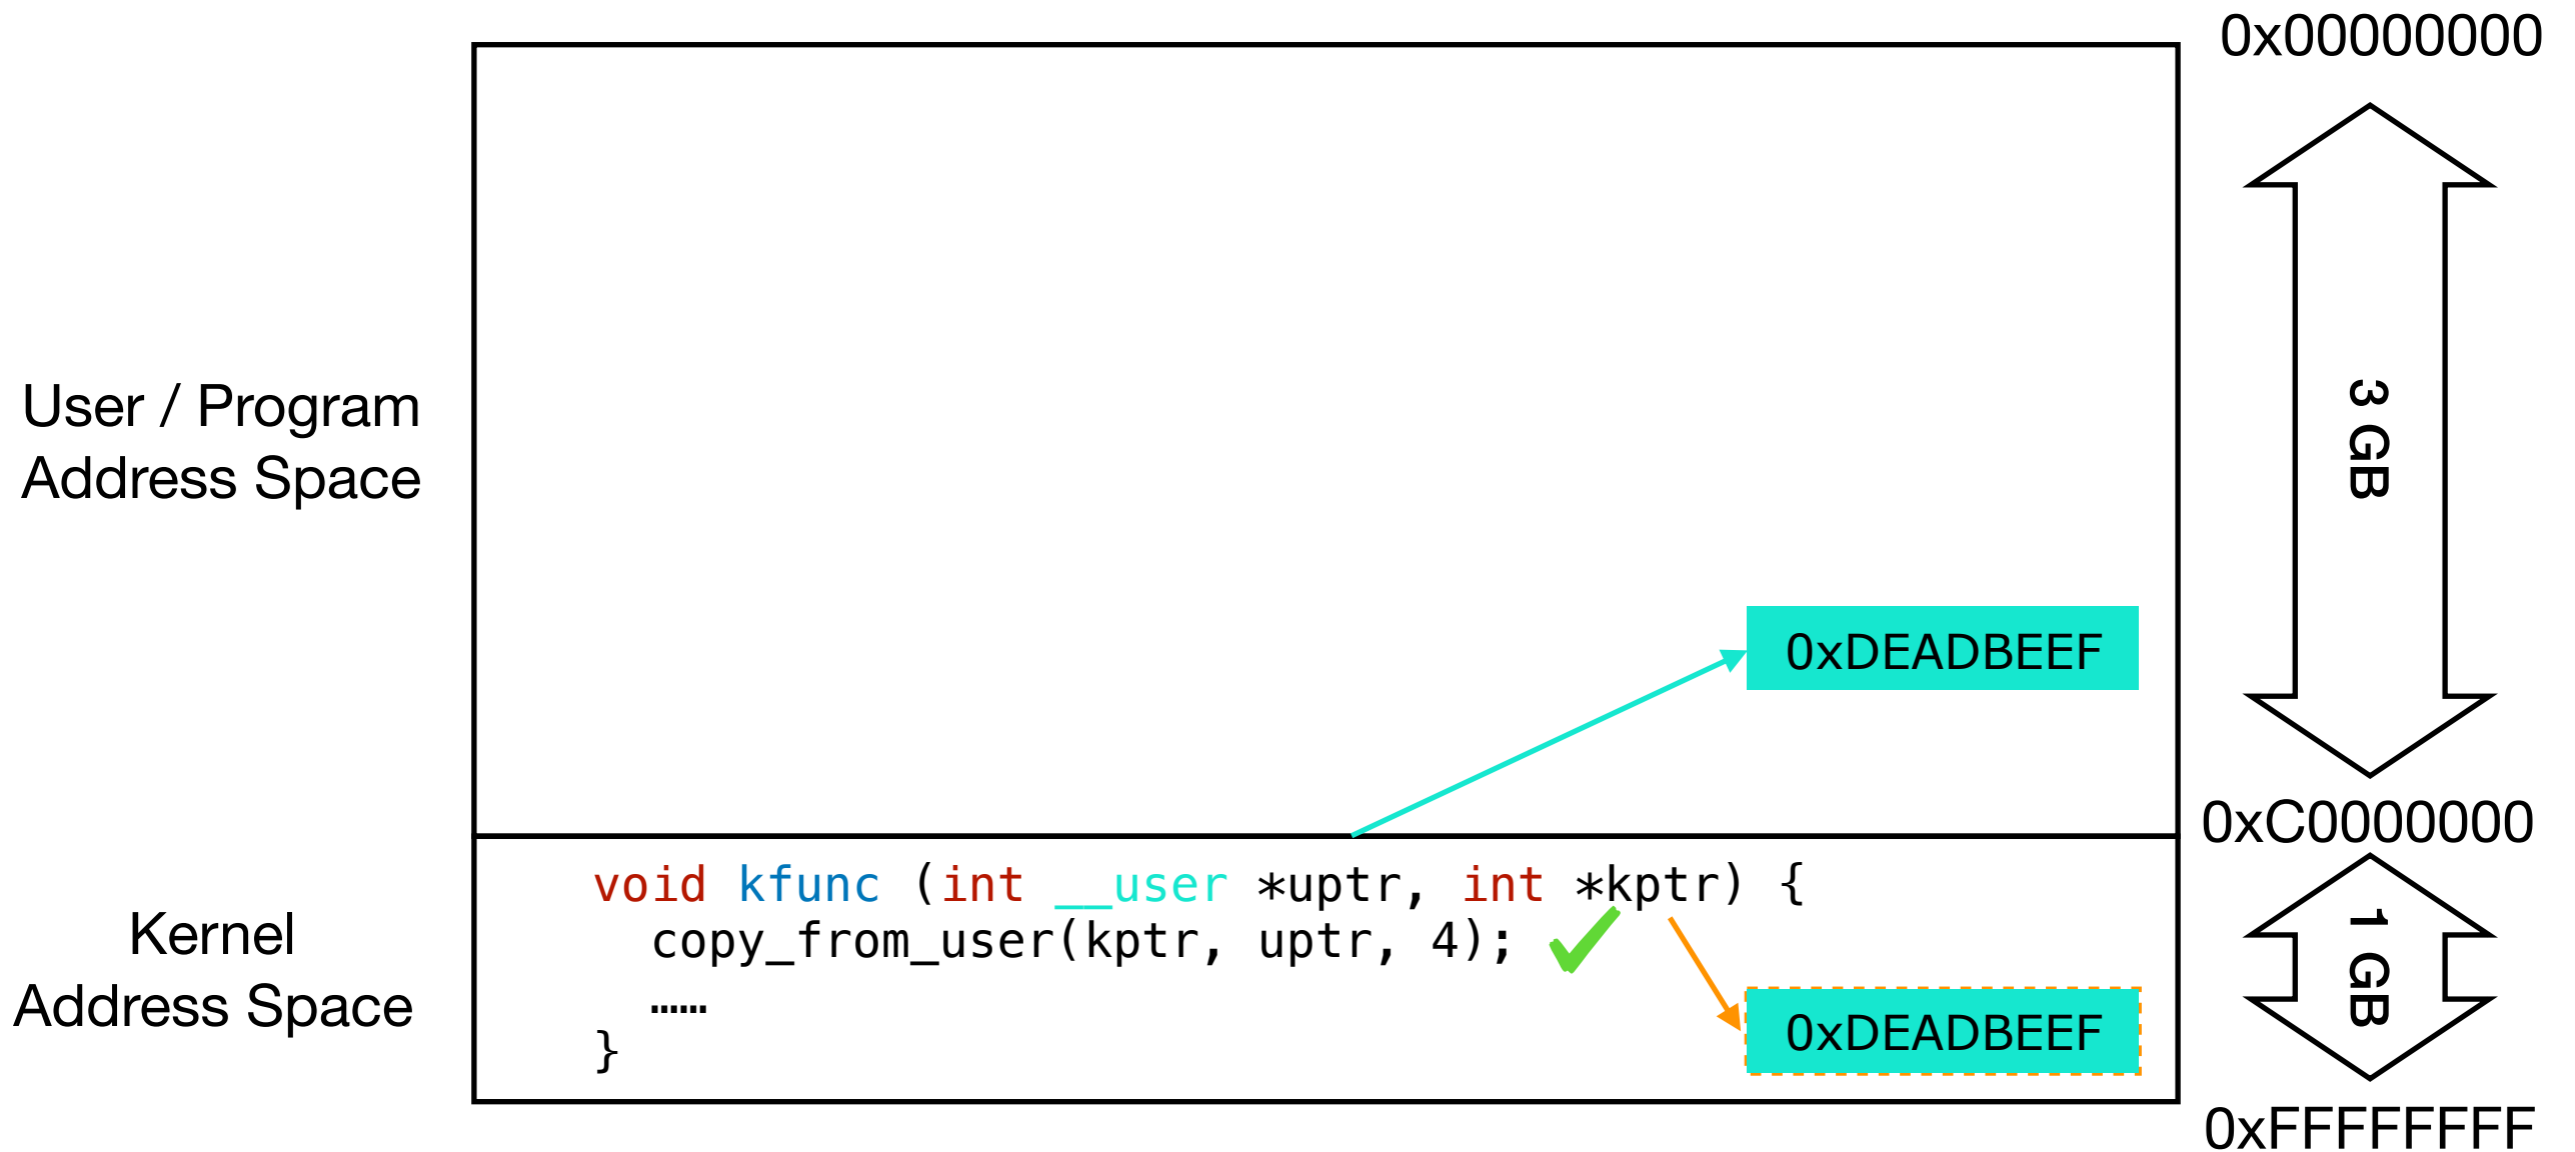 0x00000000
User / Program
Address Space
3 GB
0xDEADBEEF
0xC0000000
void kfunc (int __user *uptr, int *kptr) {
copy_from_user(kptr, uptr, 4);
……
}
Kernel
Address Space
1 GB
0xDEADBEEF
0xFFFFFFFF